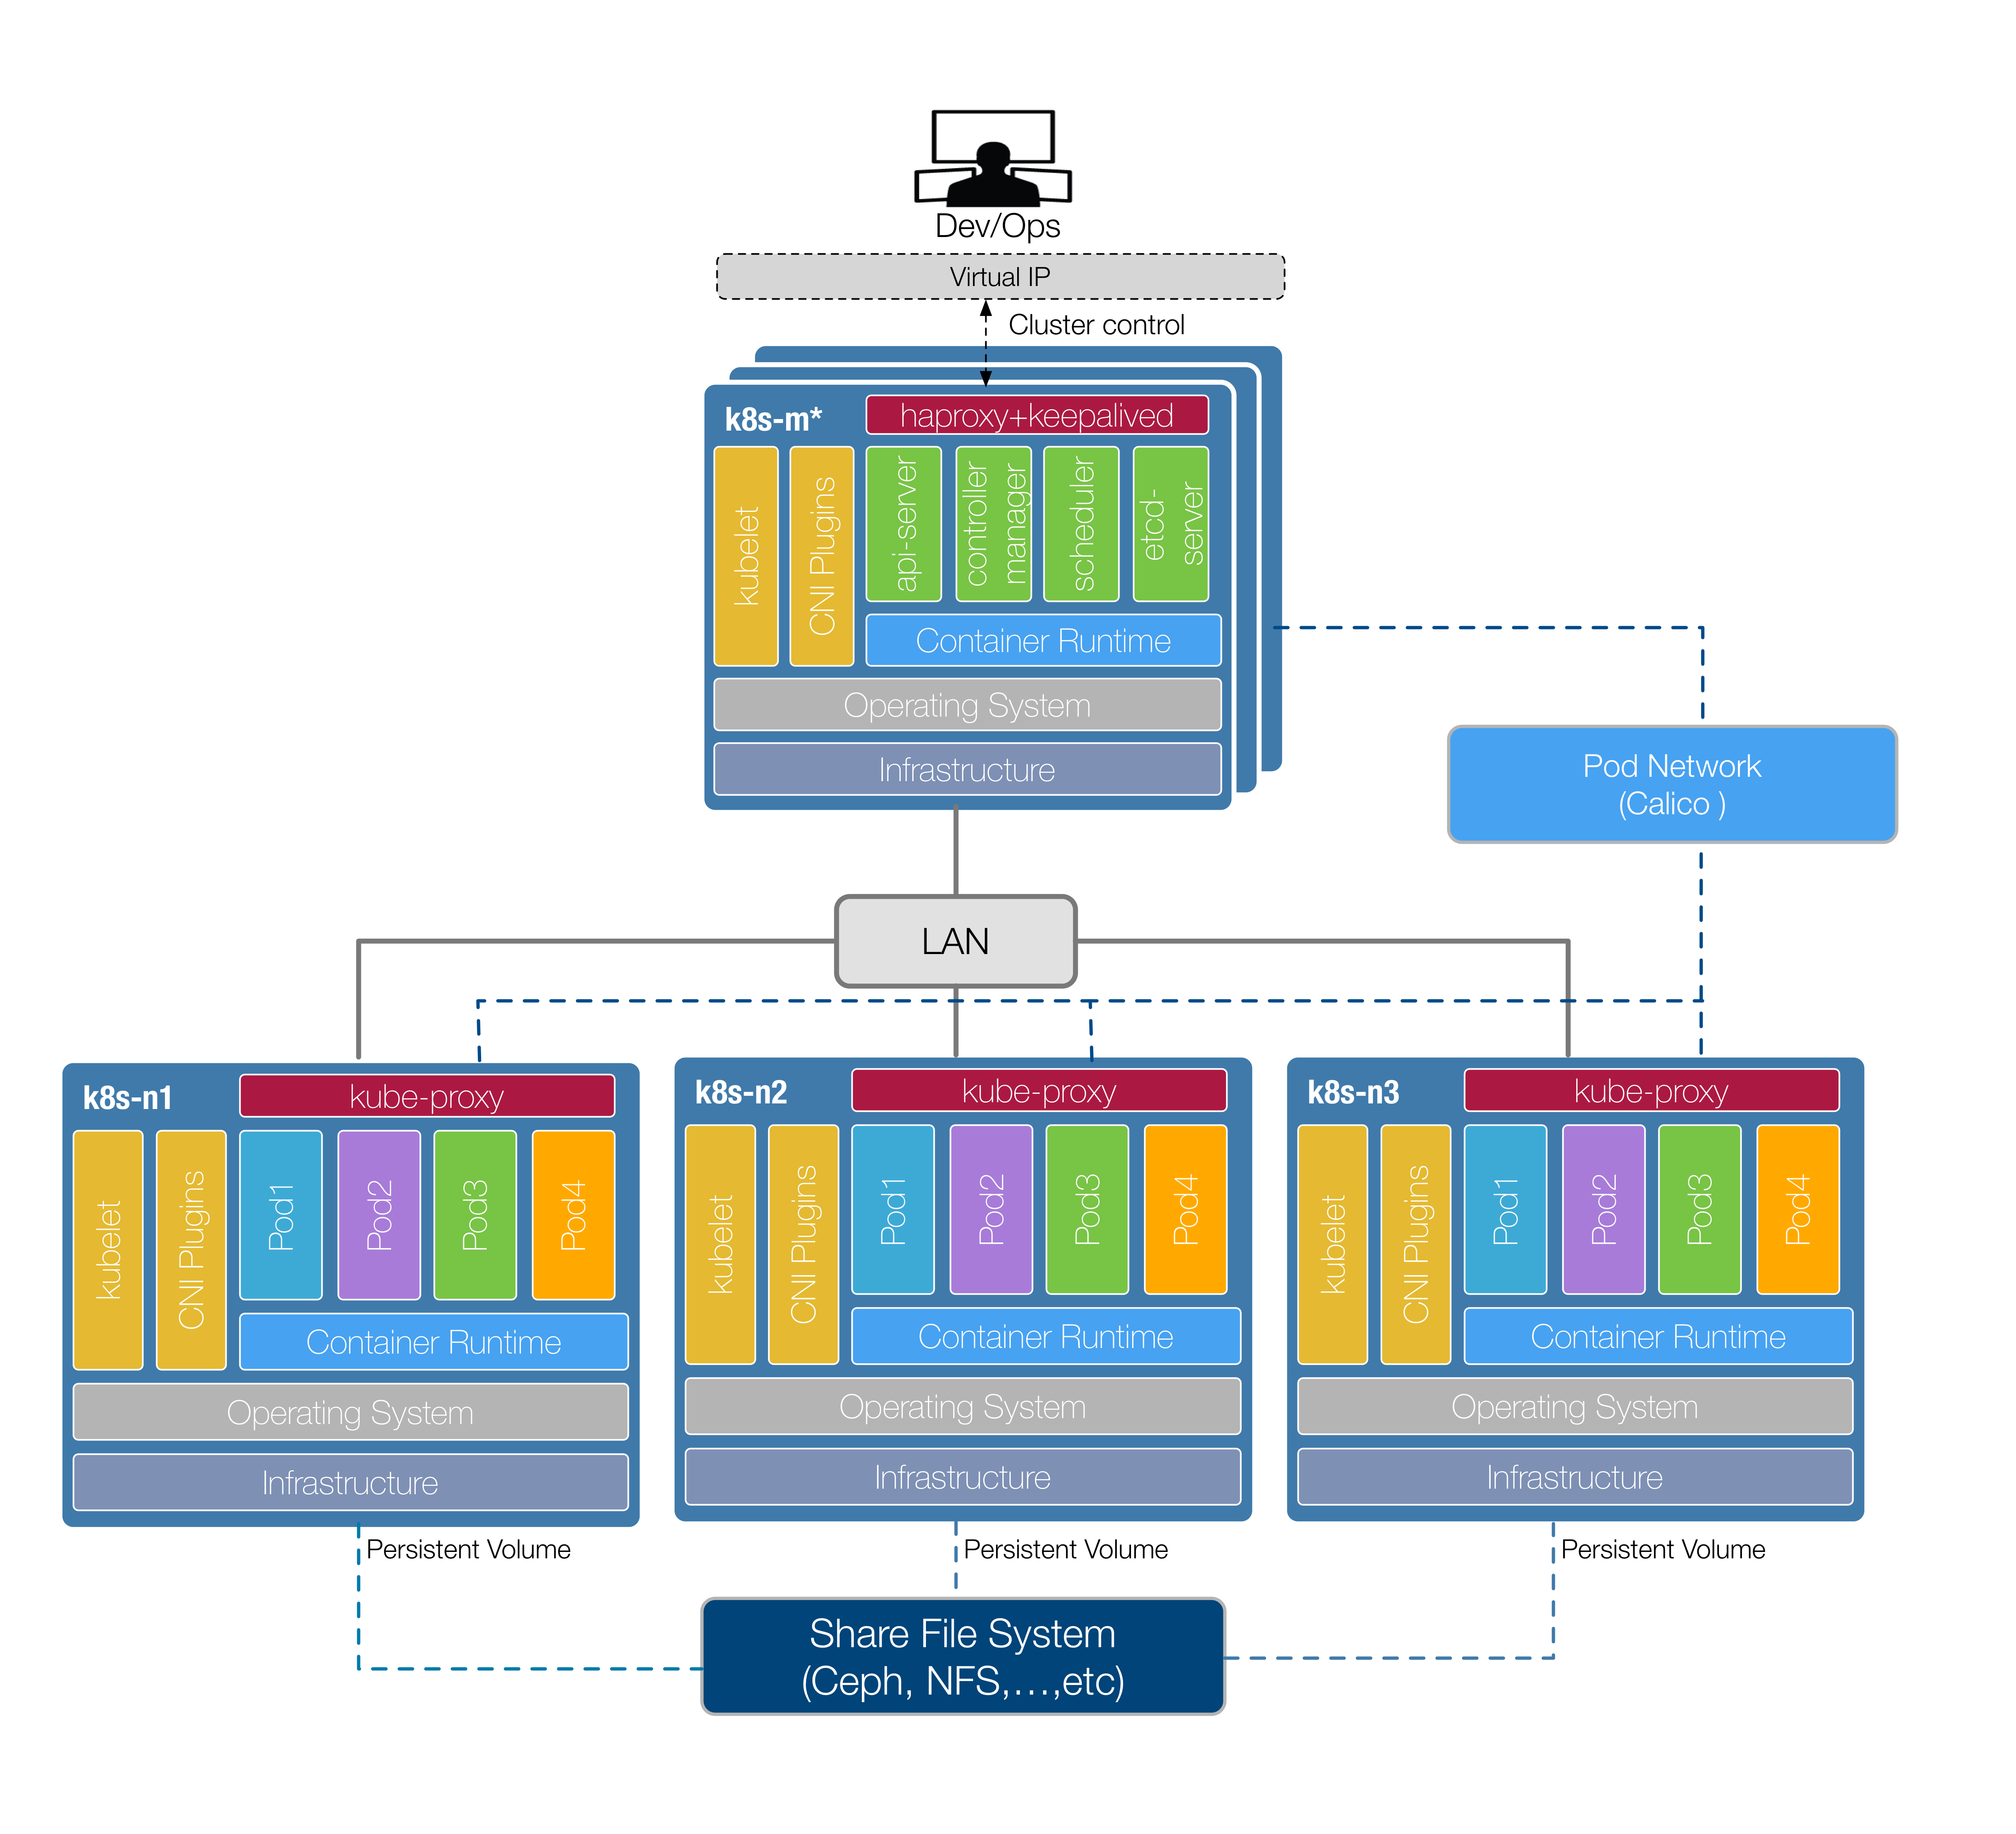 Dev/Ops
Virtual IP
Cluster control
k8s-m*
haproxy+keepalived
kubelet
CNI Plugins
api-server
controller
manager
scheduler
etcd-
server
Container Runtime
Operating System
Infrastructure
Pod Network
(Calico )
LAN
k8s-n1
kube-proxy
kubelet
CNI Plugins
Pod1
Pod2
Pod3
Pod4
Container Runtime
Operating System
Infrastructure
k8s-n2
kube-proxy
kubelet
CNI Plugins
Pod1
Pod2
Pod3
Pod4
Container Runtime
Operating System
Infrastructure
k8s-n3
kube-proxy
kubelet
CNI Plugins
Pod1
Pod2
Pod3
Pod4
Container Runtime
Operating System
Infrastructure
Persistent Volume
Persistent Volume
Persistent Volume
Share File System
(Ceph, NFS,...,etc)